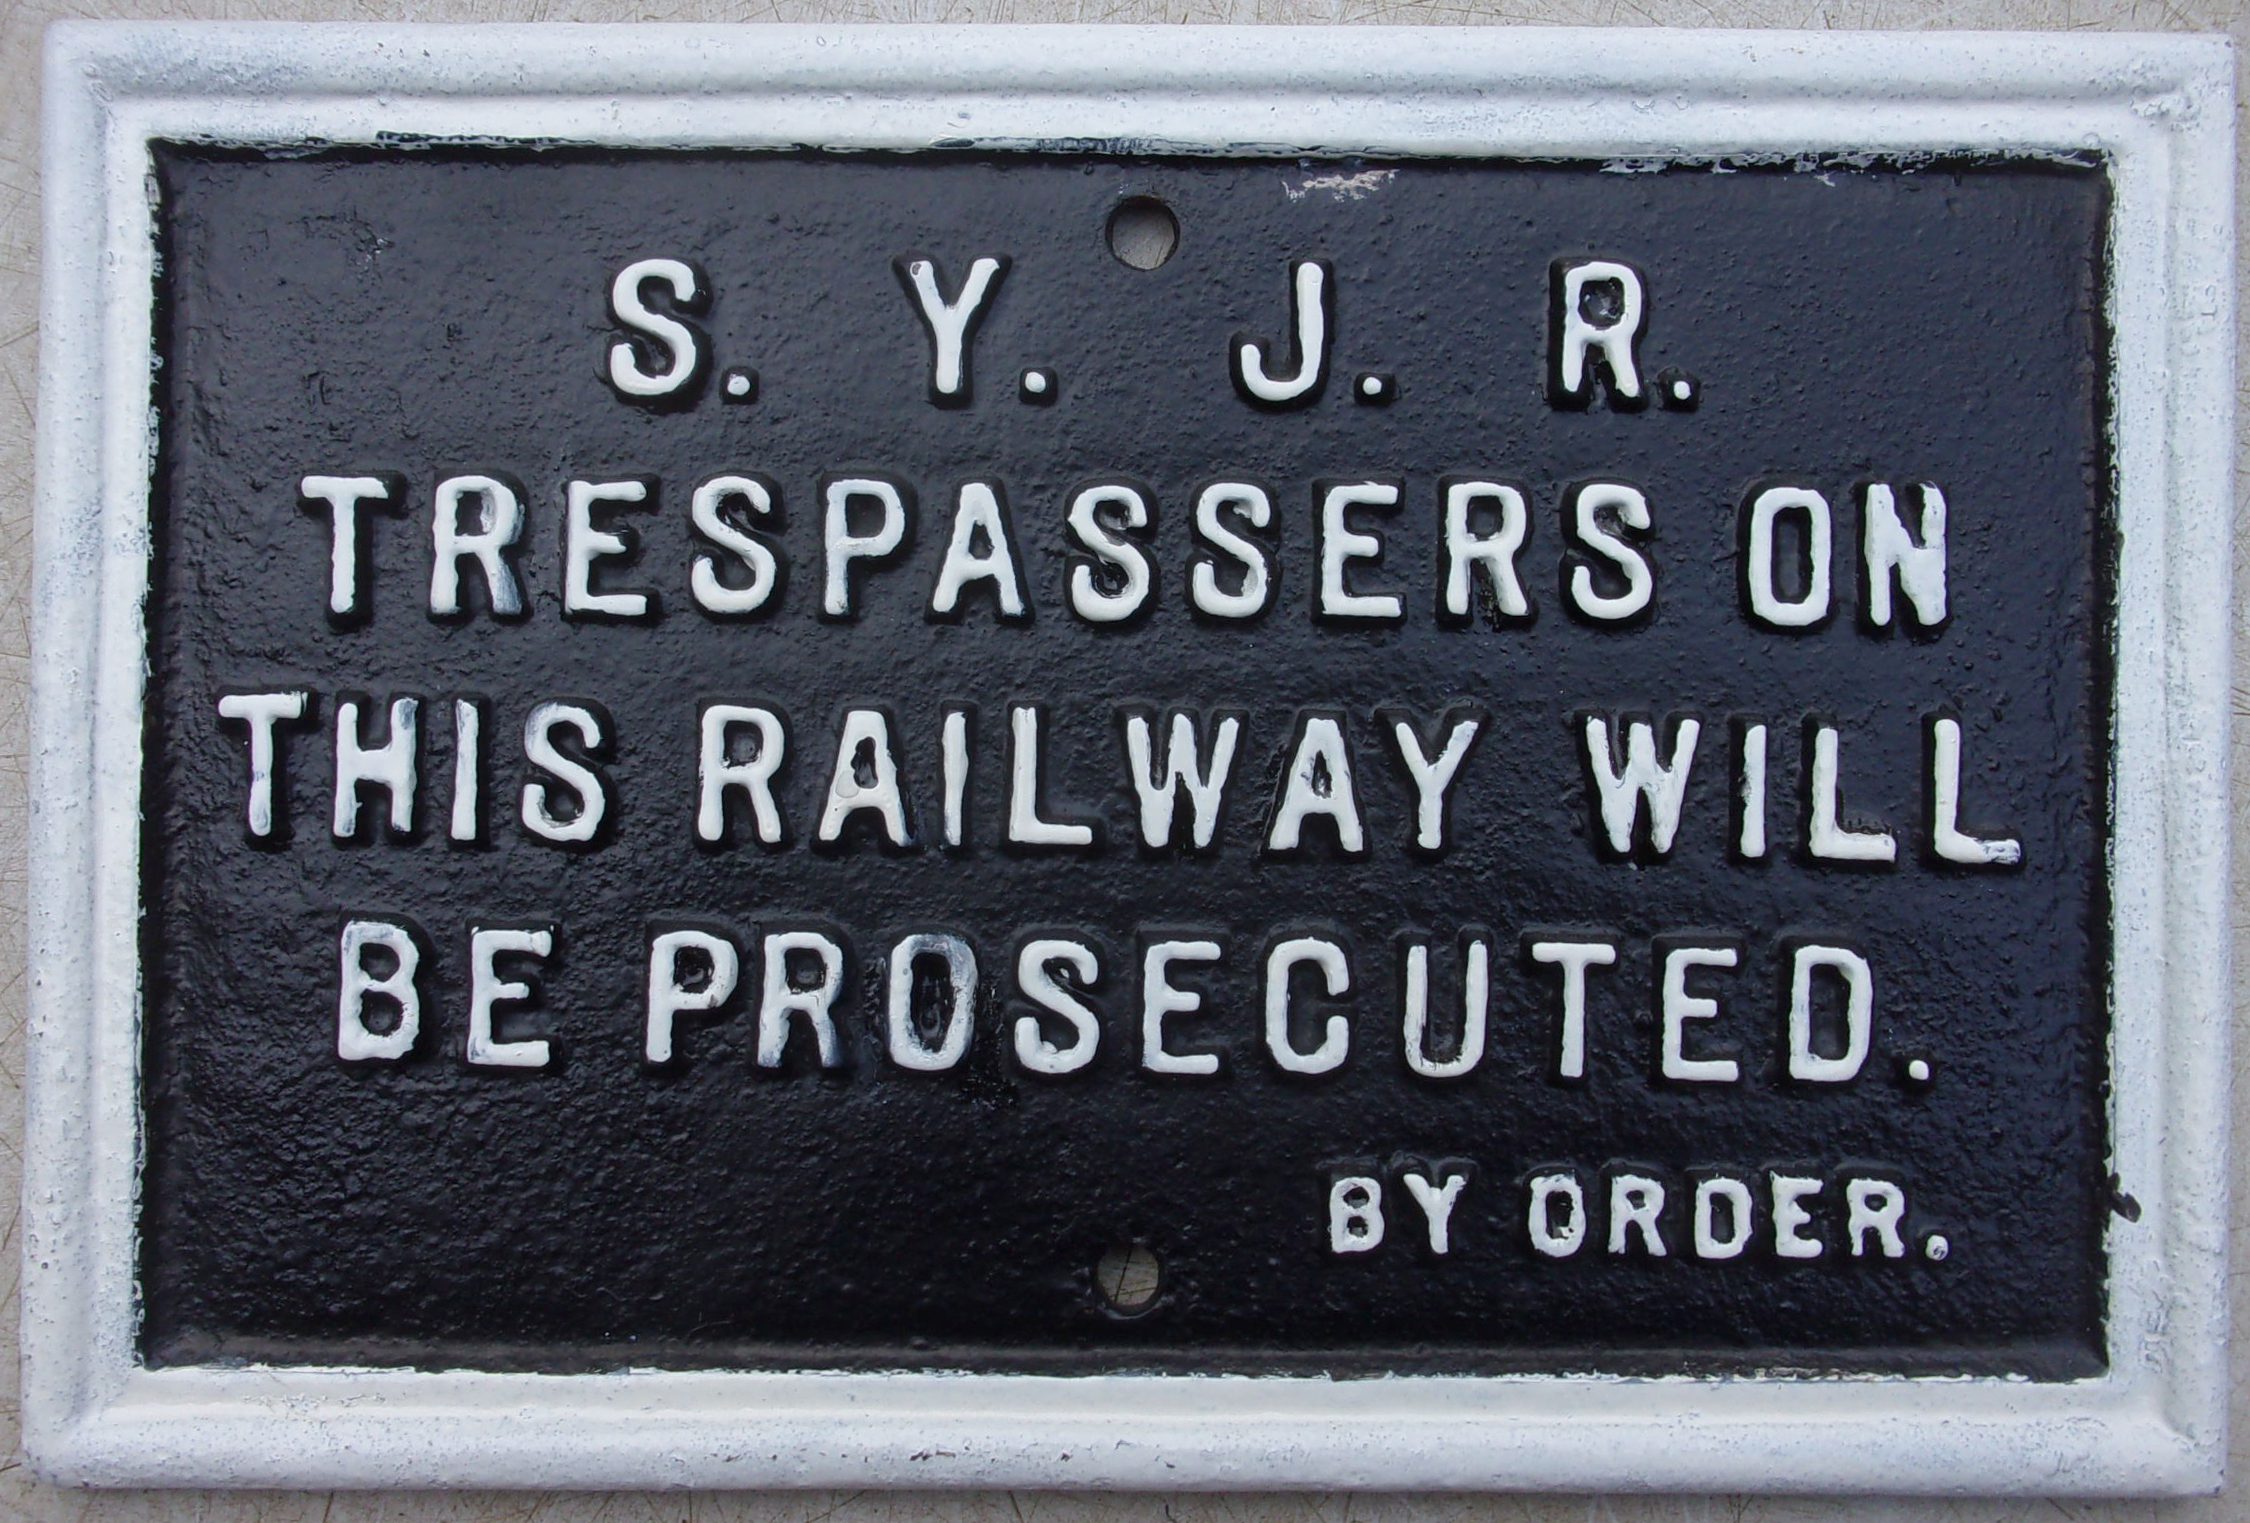 S. Y. J. R.
TRESPASSERS ON
THIS RAILWAY WILL
BE PROSECUTED.
BY ORDER.